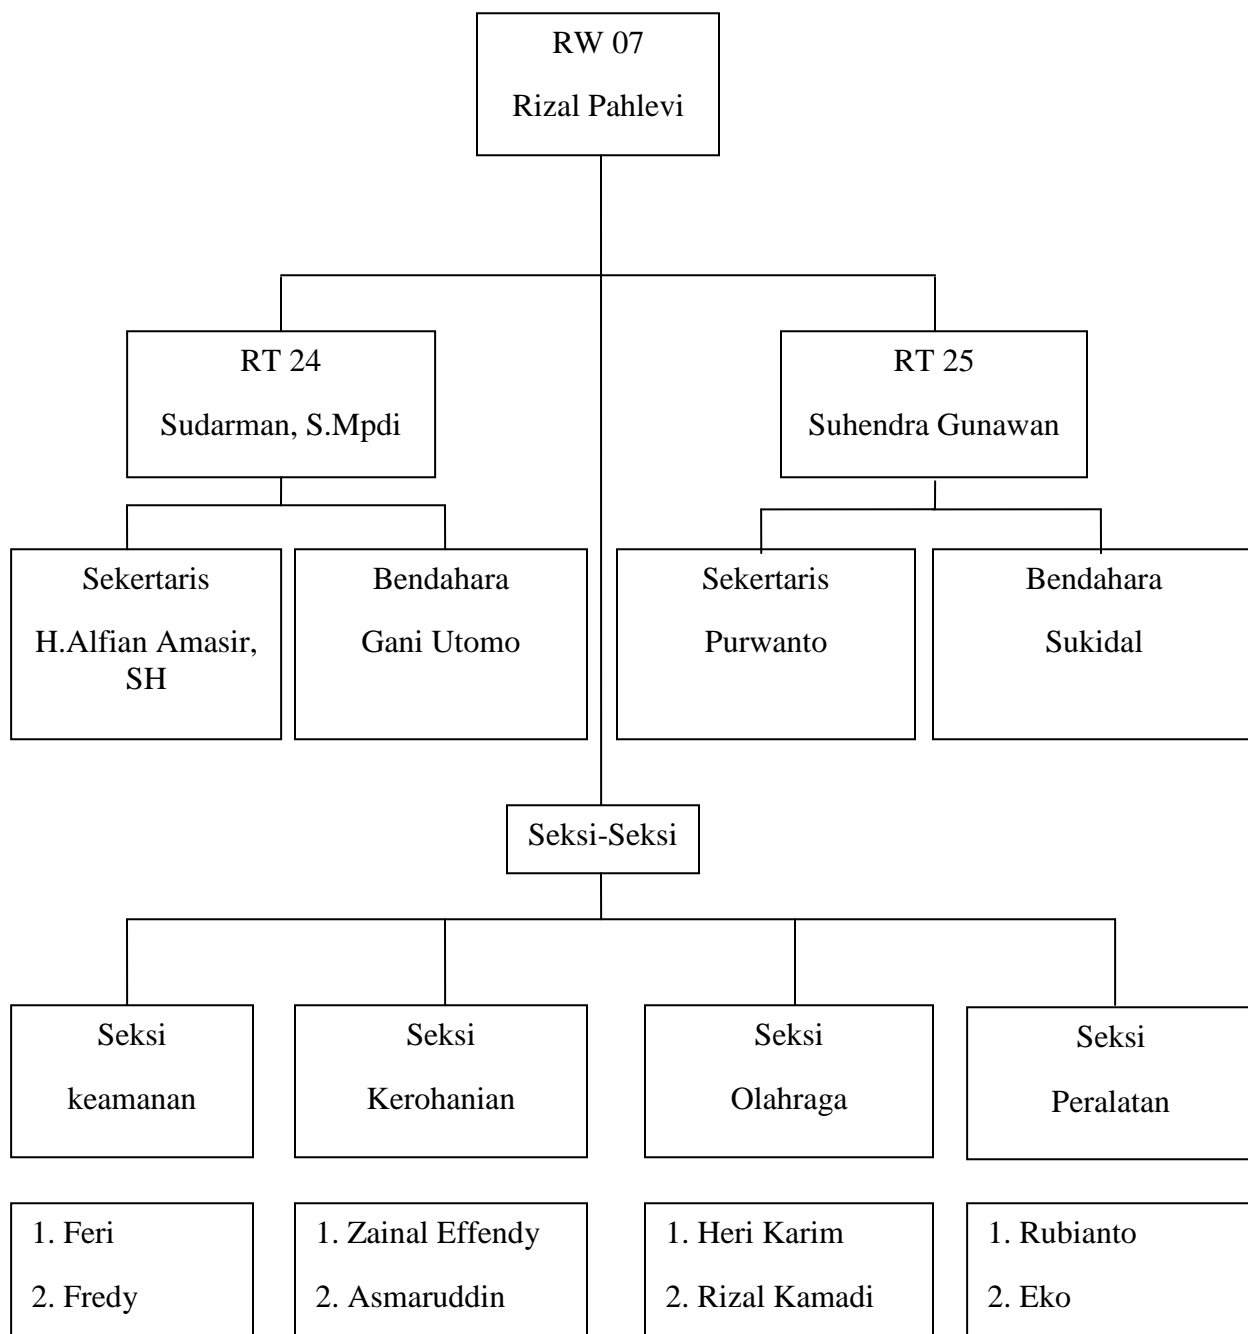 RW 07
Rizal Pahlevi
RT 24
Sudarman, S.Mpdi
RT 25
Suhendra Gunawan
Sekertaris
H.Alfian Amasir,
SH
Bendahara
Gani Utomo
Sekertaris
Purwanto
Bendahara
Sukidal
Seksi-Seksi
Seksi
keamanan
Seksi
Kerohanian
Seksi
Olahraga
Seksi
Peralatan
1. Feri
2. Fredy
1. Zainal Effendy
2. Asmaruddin
1. Heri Karim
2. Rizal Kamadi
1. Rubianto
2. Eko